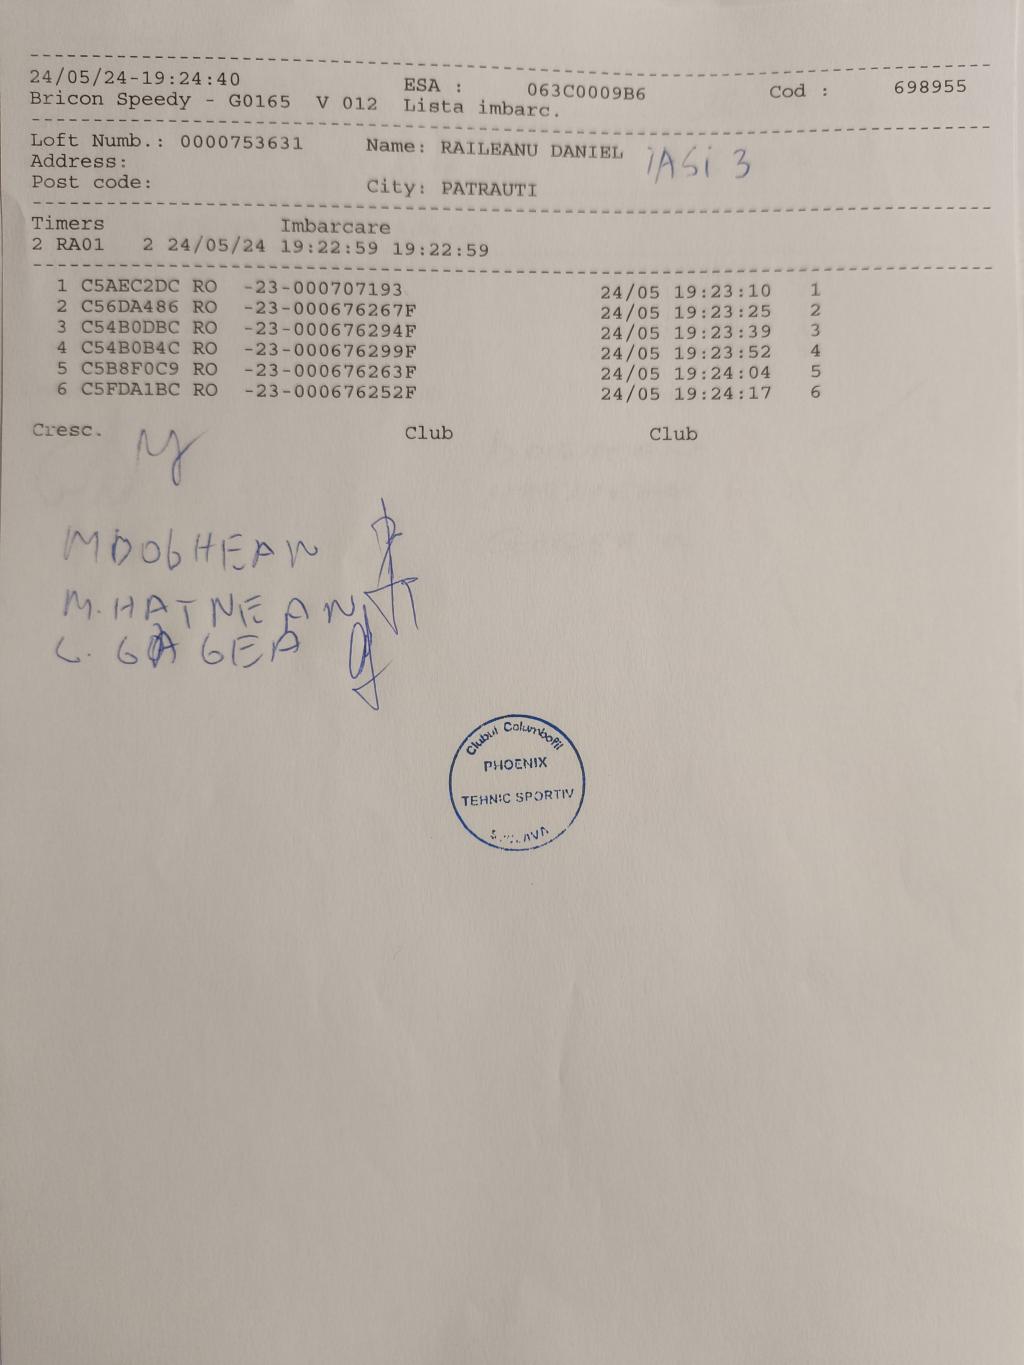 24/05/24-19:24:40 ESA : 063C0009B6 Cod : 698955
Bricon Speedy - G0165 V 012 Lista imbarc.
Loft Numb.: 0000753631 Name: RAILEANU DANIEL IASI 3
Address:
Post code: City: PATRAUTI
Timers Imbarcare
2 RA01 2 24/05/24 19:22:59 19:22:59
1 C5AEC2DC RO -23-000707193 24/05 19:23:10 1
2 C56DA486 RO -23-000676267F 24/05 19:23:25 2
3 C54B0DBC RO -23-000676294F 24/05 19:23:39 3
4 C54B0B4C RO -23-000676299F 24/05 19:23:52 4
5 C5B8F0C9 RO -23-000676263F 24/05 19:24:04 5
6 C5FDA1BC RO -23-000676252F 24/05 19:24:17 6
Cresc. Club Club
M. HATNEAN
C. GAGEA
Clubul Columbofil
PHOENIX
TEHNIC SPORTIV